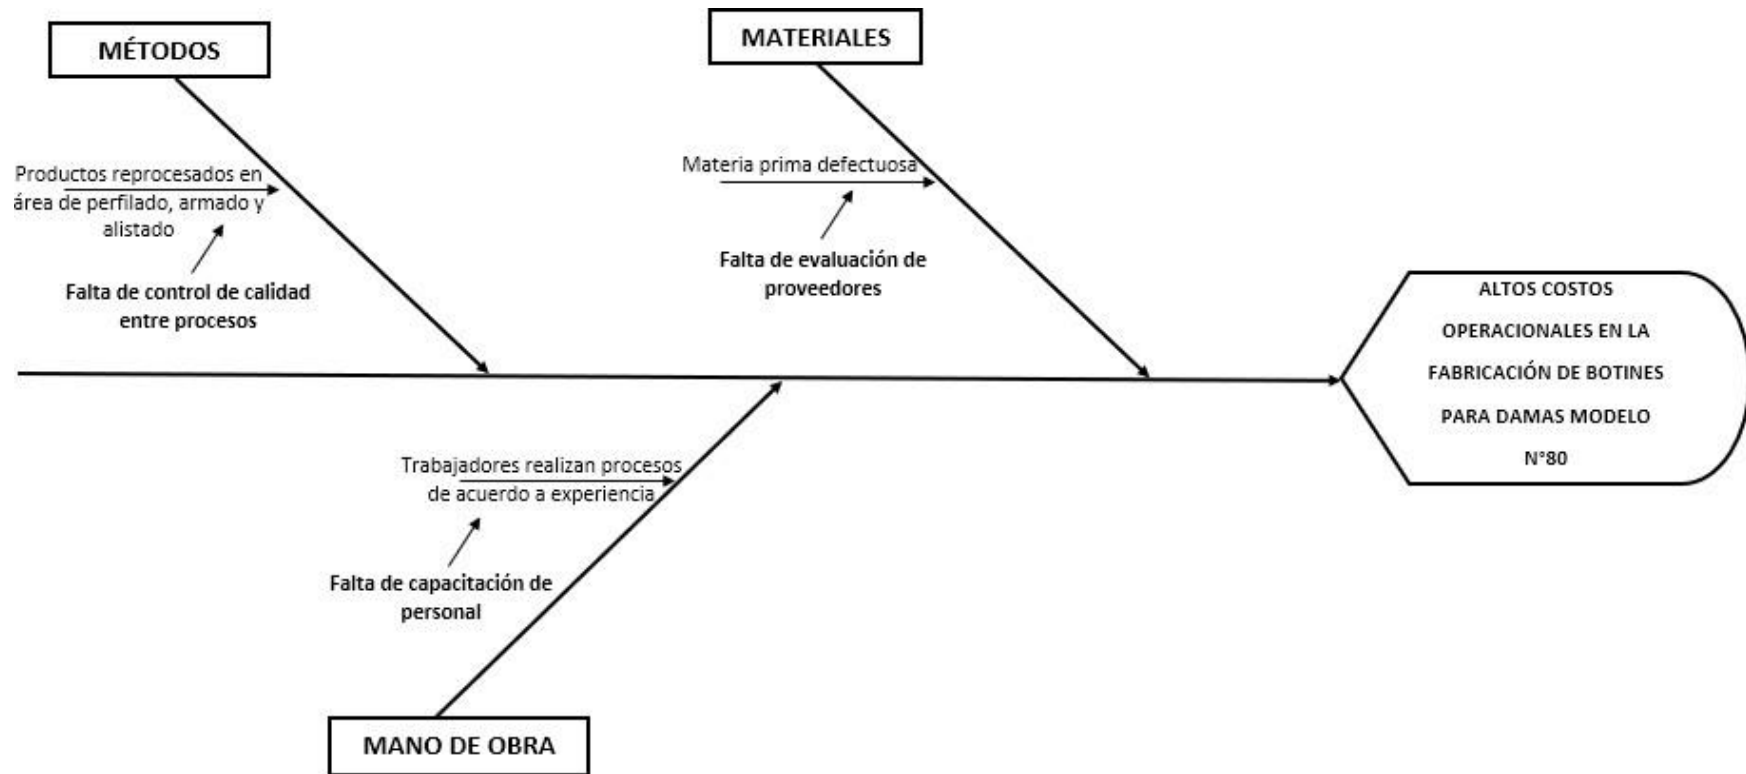 MÉTODOS
MATERIALES
Productos reprocesados en
área de perfilado, armado y
alistado
Falta de control de calidad
entre procesos
Materia prima defectuosa
Falta de evaluación de
proveedores
ALTOS COSTOS
OPERACIONALES EN LA
FABRICACIÓN DE BOTINES
PARA DAMAS MODELO
N°80
Trabajadores realizan procesos
de acuerdo a experiencia
Falta de capacitación de
personal
MANO DE OBRA